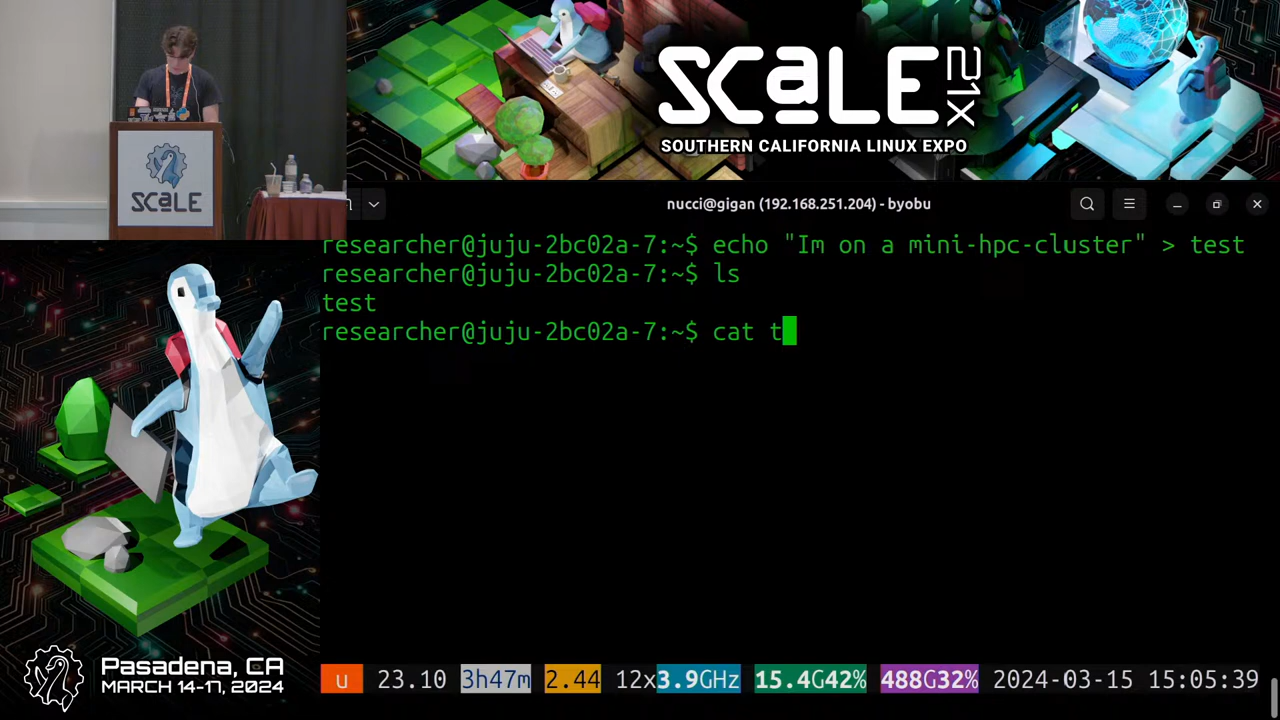 SCALE
21X
SOUTHERN CALIFORNIA LINUX EXPO
SCALE
nucci@gigan (192.168.251.204) - byobu
researcher@juju-2bc02a-7:~$ echo "Im on a mini-hpc-cluster" > test
researcher@juju-2bc02a-7:~$ ls
test
researcher@juju-2bc02a-7:~$ cat t
u 23.10 3h47m 2.44 12x3.9GHz 15.4G42% 488G32% 2024-03-15 15:05:39
Pasadena, CA
MARCH 14-17, 2024